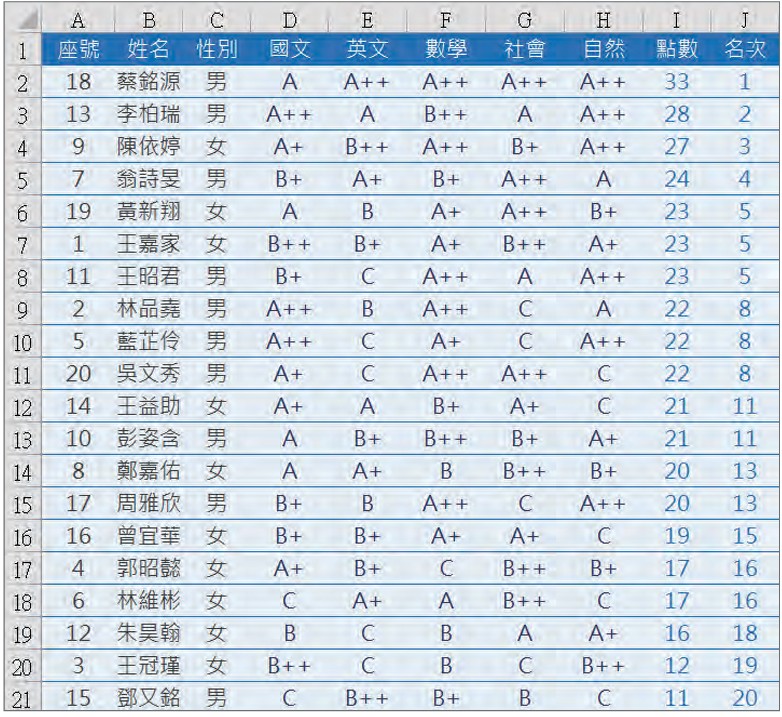 A B C D E F G H I J
1 座號 姓名 性別 國文 英文 數學 社會 自然 點數 名次
2 18 蔡銘源 男 A A++ A++ A++ A++ 33 1
3 13 李柏瑞 男 A++ A B++ A A++ 28 2
4 9 陳依婷 女 A+ B++ A++ B+ A++ 27 3
5 7 翁詩旻 男 B+ A+ B+ A++ A 24 4
6 19 黃新翔 女 A B A+ A++ B+ 23 5
7 1 王嘉家 女 B++ B+ A+ B++ A+ 23 5
8 11 王昭君 男 B+ C A++ A A++ 23 5
9 2 林品堯 男 A++ B A++ C A 22 8
10 5 藍芷伶 男 A++ C A+ C A++ 22 8
11 20 吳文秀 男 A+ C A++ A++ C 22 8
12 14 王益助 女 A+ A B+ A+ C 21 11
13 10 彭姿含 男 A B+ B++ B+ A+ 21 11
14 8 鄭嘉佑 女 A A+ B B++ B+ 20 13
15 17 周雅欣 男 B+ B A++ C A++ 20 13
16 16 曾宜華 女 B+ B+ A+ A+ C 19 15
17 4 郭昭懿 女 A+ B+ C B++ B+ 17 16
18 6 林維彬 女 C A+ A B++ C 17 16
19 12 朱昊翰 女 B C B A A+ 16 18
20 3 王冠瑾 女 B++ C B C B++ 12 19
21 15 鄧又銘 男 C B++ B+ B C 11 20